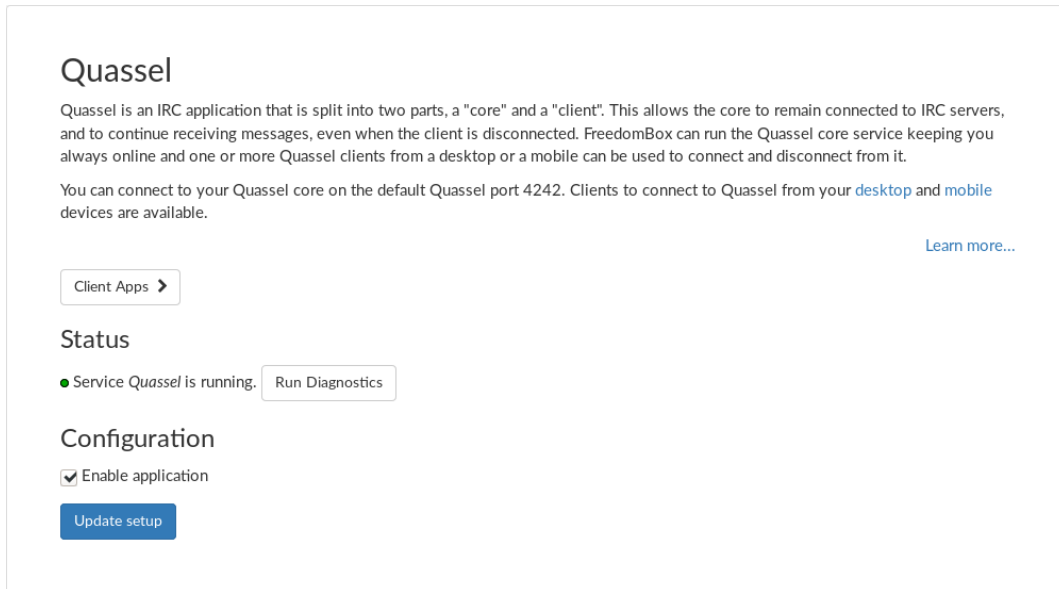 Quassel
Quassel is an IRC application that is split into two parts, a "core" and a "client". This allows the core to remain connected to IRC servers,
and to continue receiving messages, even when the client is disconnected. FreedomBox can run the Quassel core service keeping you
always online and one or more Quassel clients from a desktop or a mobile can be used to connect and disconnect from it.
You can connect to your Quassel core on the default Quassel port 4242. Clients to connect to Quassel from your desktop and mobile
devices are available.
Learn more...
Client Apps
Status
Service Quassel is running. Run Diagnostics
Configuration
Enable application
Update setup